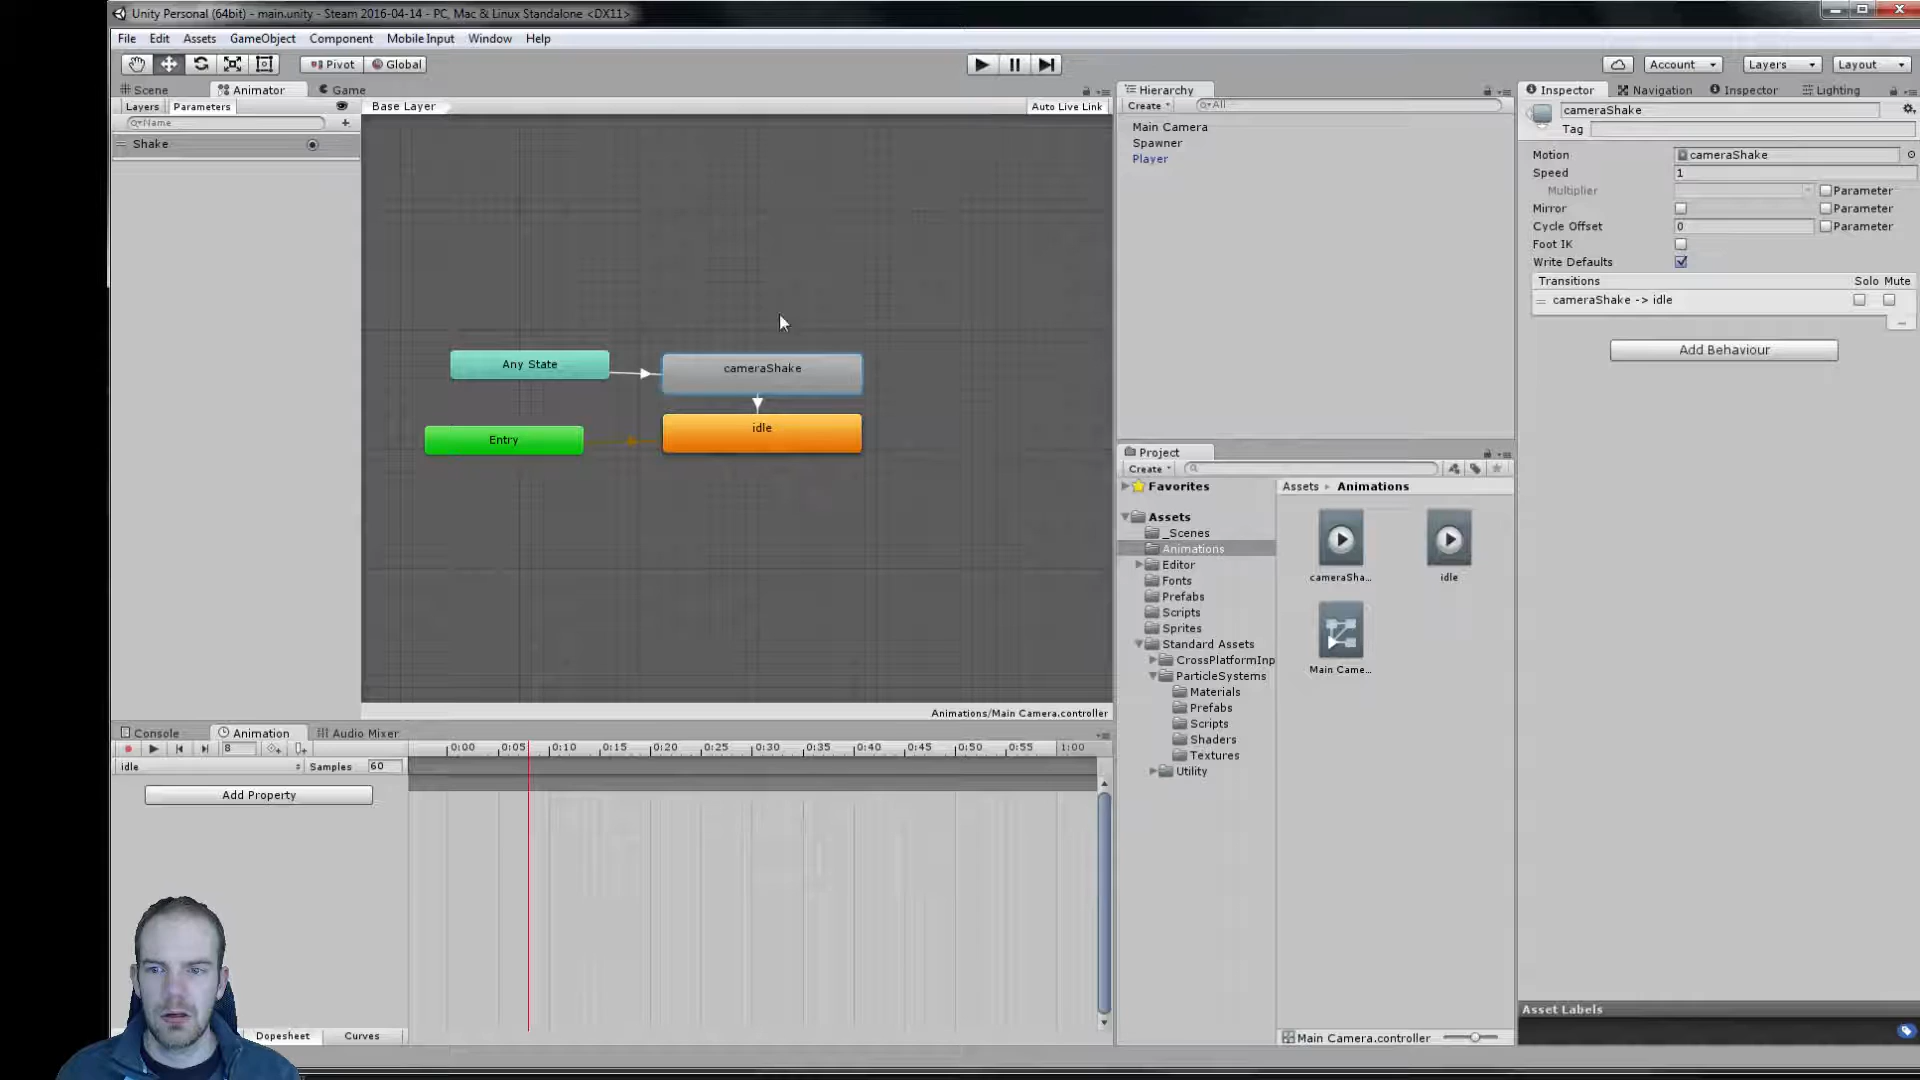 Unity Personal (64bit) - main.unity - Steam 2016-04-14 - PC, Mac & Linux Standalone <DX11>
File Edit Assets GameObject Component Mobile Input Window Help
Pivot Global Account Layers Layout
Scene Animator Game Hierarchy Inspector Navigation Inspector Lighting
Layers Parameters Base Layer Auto Live Link Create All cameraShake
Name
Tag
Shake
Main Camera
Spawner
Player
Motion cameraShake
Speed 1
Multiplier Parameter
Mirror Parameter
Cycle Offset 0 Parameter
Foot IK
Write Defaults
Transitions Solo Mute
cameraShake -> idle
Add Behaviour
Any State
cameraShake
idle
Entry
Project
Create
Favorites
Assets
_Scenes
Animations
Editor
Fonts
Prefabs
Scripts
Sprites
Standard Assets
CrossPlatformInp
ParticleSystems
Materials
Prefabs
Scripts
Shaders
Textures
Utility
Assets Animations
cameraSha... idle
Main Came...
Animations/Main Camera.controller
Console Animation Audio Mixer
8 0:00 0:05 0:10 0:15 0:20 0:25 0:30 0:35 0:40 0:45 0:50 0:55 1:00
idle Samples 60
Add Property
Dopesheet Curves
Main Camera.controller
Asset Labels